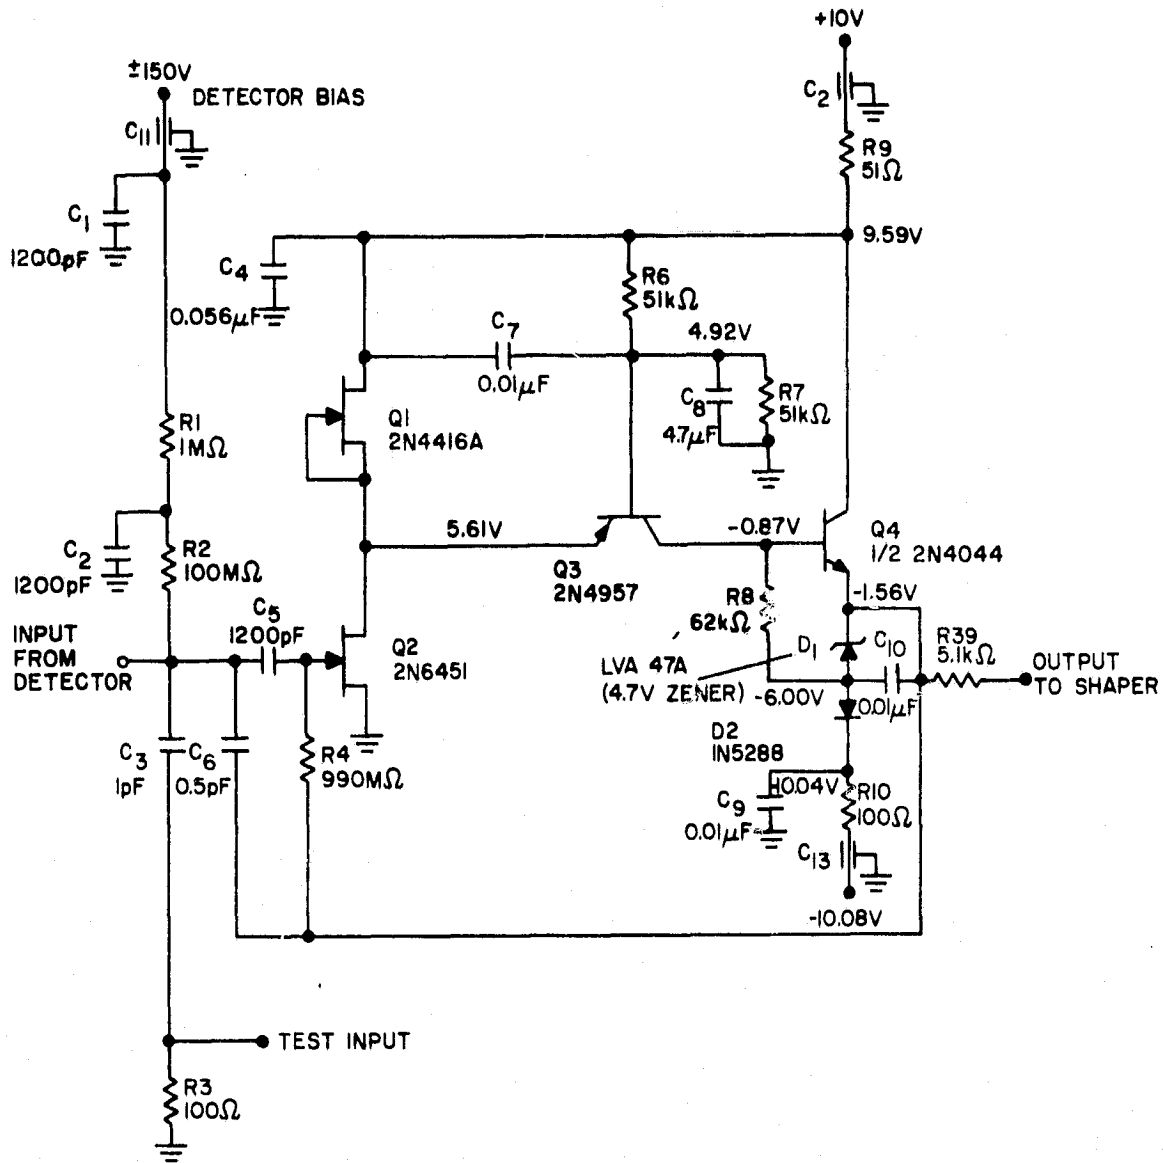 +10V
±150V
DETECTOR BIAS
C2
C11
R9
51Ω
C1
1200pF
9.59V
C4
0.056µF
R6
51kΩ
C7
0.01µF
4.92V
C8
47µF
R7
51kΩ
R1
1MΩ
Q1
2N4416A
5.61V
-0.87V
Q4
1/2 2N4044
C2
1200pF
R2
100MΩ
Q3
2N4957
-1.56V
C5
1200pF
R8
62kΩ
INPUT
FROM
DETECTOR
Q2
2N6451
D1
C10
0.01µF
R39
5.1kΩ
LVA 47A
(4.7V ZENER)
-6.00V
OUTPUT
TO SHAPER
C3
1pF
C6
0.5pF
R4
990MΩ
D2
1N5288
-10.04V
C9
0.01µF
R10
100Ω
C13
-10.08V
TEST INPUT
R3
100Ω